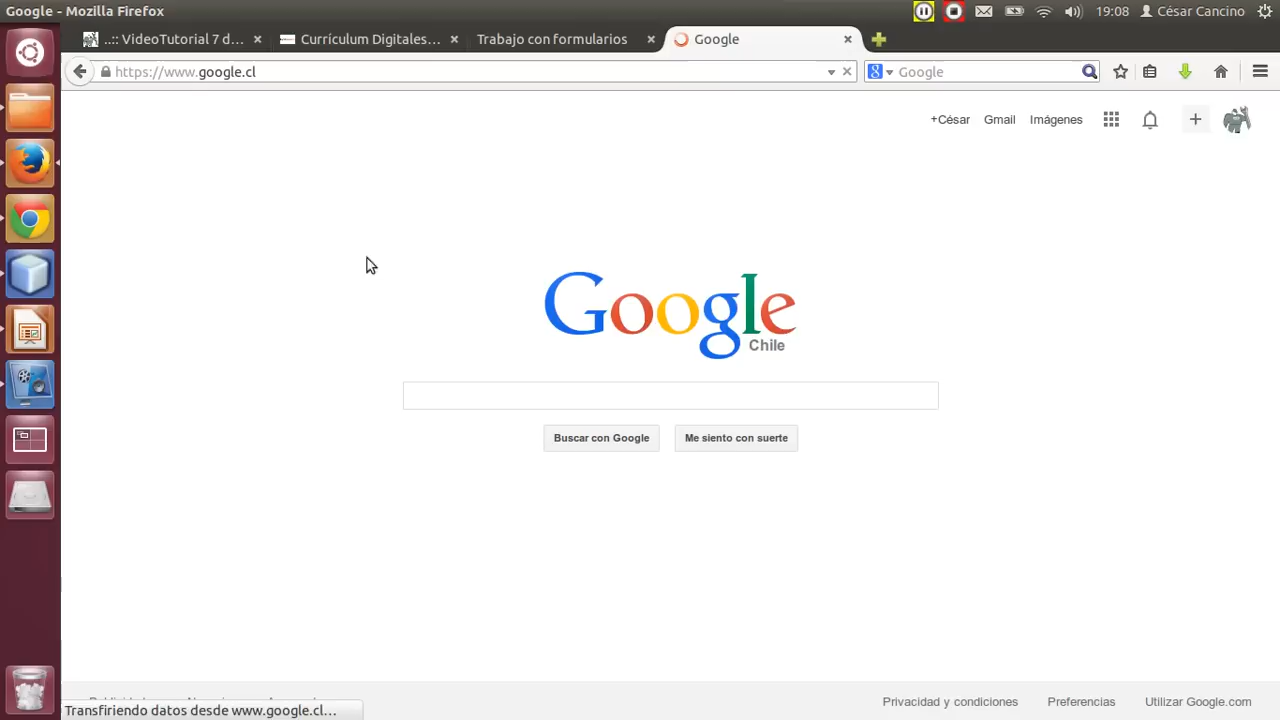 Google - Mozilla Firefox
19:08
César Cancino
..:: VideoTutorial 7 d...
Currículum Digitales...
Trabajo con formularios
Google
https://www.google.cl
Google
+César
Gmail
Imágenes
Google
Chile
Buscar con Google
Me siento con suerte
Privacidad y condiciones
Preferencias
Utilizar Google.com
Transfiriendo datos desde www.google.cl...